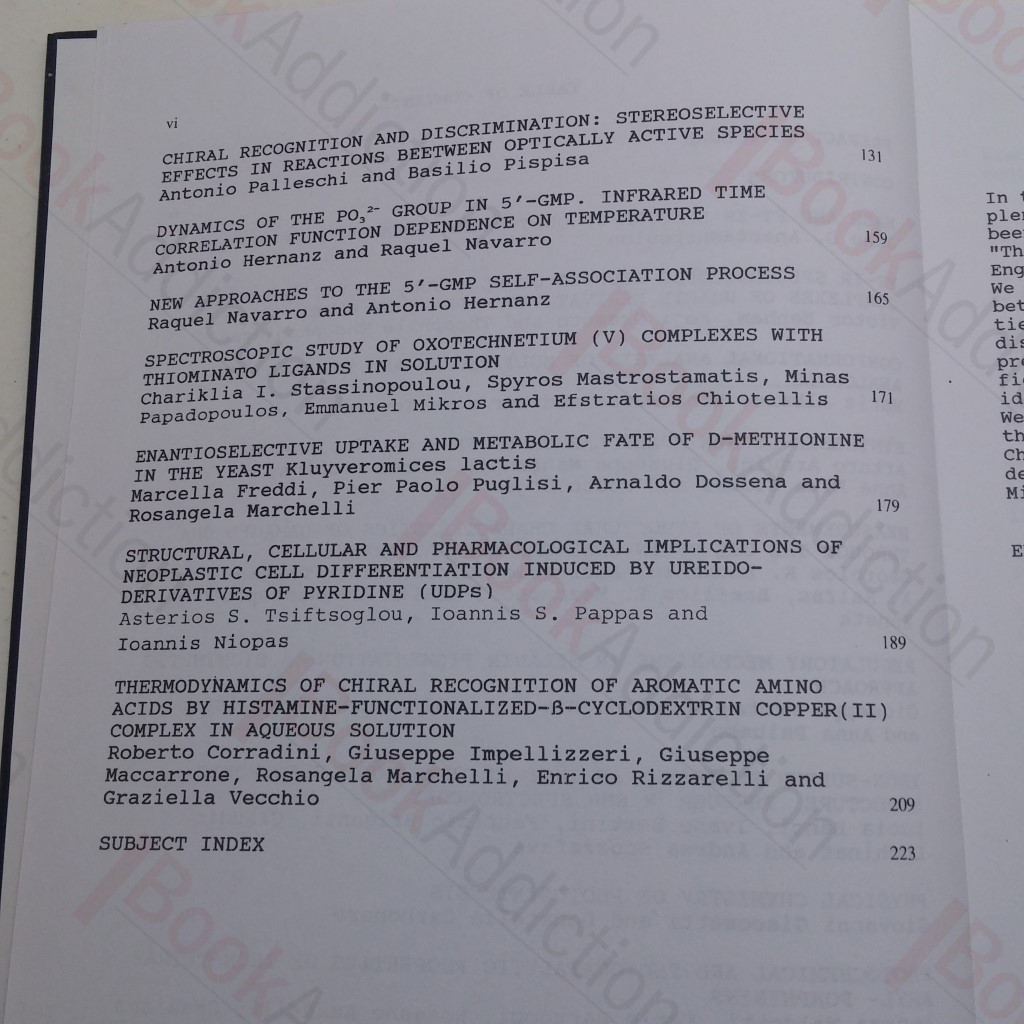 vi
CHIRAL RECOGNITION AND DISCRIMINATION: STEREOSELECTIVE
EFFECTS IN REACTIONS BEETWEEN OPTICALLY ACTIVE SPECIES
Antonio Palleschi and Basilio Pispisa 131
DYNAMICS OF THE PO₃²⁻ GROUP IN 5′-GMP. INFRARED TIME
CORRELATION FUNCTION DEPENDENCE ON TEMPERATURE
Antonio Hernanz and Raquel Navarro 159
NEW APPROACHES TO THE 5′-GMP SELF-ASSOCIATION PROCESS
Raquel Navarro and Antonio Hernanz 165
SPECTROSCOPIC STUDY OF OXOTECHNETIUM (V) COMPLEXES WITH
THIOMINATO LIGANDS IN SOLUTION
Chariklia I. Stassinopoulou, Spyros Mastrostamatis, Minas
Papadopoulos, Emmanuel Mikros and Efstratios Chiotellis 171
ENANTIOSELECTIVE UPTAKE AND METABOLIC FATE OF D-METHIONINE
IN THE YEAST Kluyveromices lactis
Marcella Freddi, Pier Paolo Puglisi, Arnaldo Dossena and
Rosangela Marchelli 179
STRUCTURAL, CELLULAR AND PHARMACOLOGICAL IMPLICATIONS OF
NEOPLASTIC CELL DIFFERENTIATION INDUCED BY UREIDO-
DERIVATIVES OF PYRIDINE (UDPs)
Asterios S. Tsiftsoglou, Ioannis S. Pappas and
Ioannis Niopas 189
THERMODYNAMICS OF CHIRAL RECOGNITION OF AROMATIC AMINO
ACIDS BY HISTAMINE-FUNCTIONALIZED-ß-CYCLODEXTRIN COPPER(II)
COMPLEX IN AQUEOUS SOLUTION
Roberto Corradini, Giuseppe Impellizzeri, Giuseppe
Maccarrone, Rosangela Marchelli, Enrico Rizzarelli and
Graziella Vecchio 209
SUBJECT INDEX 223
BookAddiction